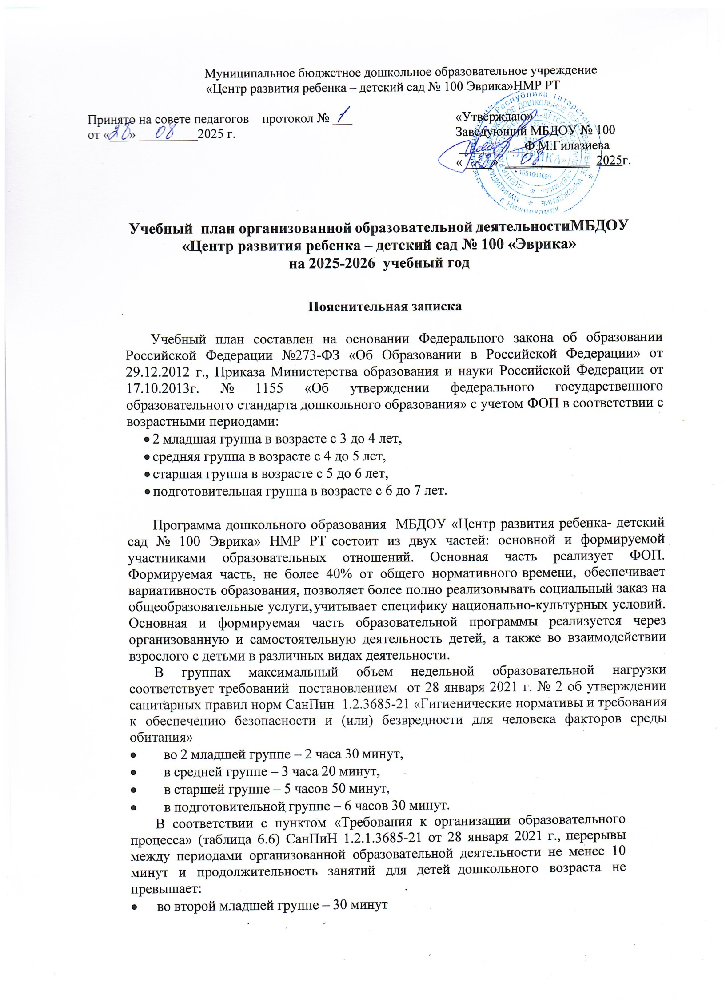 Муниципальное бюджетное дошкольное образовательное учреждение
«Центр развития ребенка – детский сад № 100 Эврика»НМР РТ
Принято на совете педагогов протокол № 1
от «28» 08 2025 г.
«Утверждаю»
Заведующий МБДОУ № 100
Ф.М.Гилазиева
«28» 08 2025г.
Республика Татарстан
«ЭВРИКА»
1651091659
г. Нижнекамск
Учебный план организованной образовательной деятельностиМБДОУ
«Центр развития ребенка – детский сад № 100 «Эврика»
на 2025-2026 учебный год
Пояснительная записка
Учебный план составлен на основании Федерального закона об образовании
Российской Федерации №273-ФЗ «Об Образовании в Российской Федерации» от
29.12.2012 г., Приказа Министерства образования и науки Российской Федерации от
17.10.2013г. № 1155 «Об утверждении федерального государственного
образовательного стандарта дошкольного образования» с учетом ФОП в соответствии с
возрастными периодами:
• 2 младшая группа в возрасте с 3 до 4 лет,
• средняя группа в возрасте с 4 до 5 лет,
• старшая группа в возрасте с 5 до 6 лет,
• подготовительная группа в возрасте с 6 до 7 лет.
Программа дошкольного образования МБДОУ «Центр развития ребенка- детский
сад № 100 Эврика» НМР РТ состоит из двух частей: основной и формируемой
участниками образовательных отношений. Основная часть реализует ФОП.
Формируемая часть, не более 40% от общего нормативного времени, обеспечивает
вариативность образования, позволяет более полно реализовывать социальный заказ на
общеобразовательные услуги,учитывает специфику национально-культурных условий.
Основная и формируемая часть образовательной программы реализуется через
организованную и самостоятельную деятельность детей, а также во взаимодействии
взрослого с детьми в различных видах деятельности.
В группах максимальный объем недельной образовательной нагрузки
соответствует требований постановлением от 28 января 2021 г. № 2 об утверждении
санитарных правил норм СанПин 1.2.3685-21 «Гигиенические нормативы и требования
к обеспечению безопасности и (или) безвредности для человека факторов среды
обитания»
• во 2 младшей группе – 2 часа 30 минут,
• в средней группе – 3 часа 20 минут,
• в старшей группе – 5 часов 50 минут,
• в подготовительной группе – 6 часов 30 минут.
В соответствии с пунктом «Требования к организации образовательного
процесса» (таблица 6.6) СанПиН 1.2.1.3685-21 от 28 января 2021 г., перерывы
между периодами организованной образовательной деятельности не менее 10
минут и продолжительность занятий для детей дошкольного возраста не
превышает:
• во второй младшей группе – 30 минут